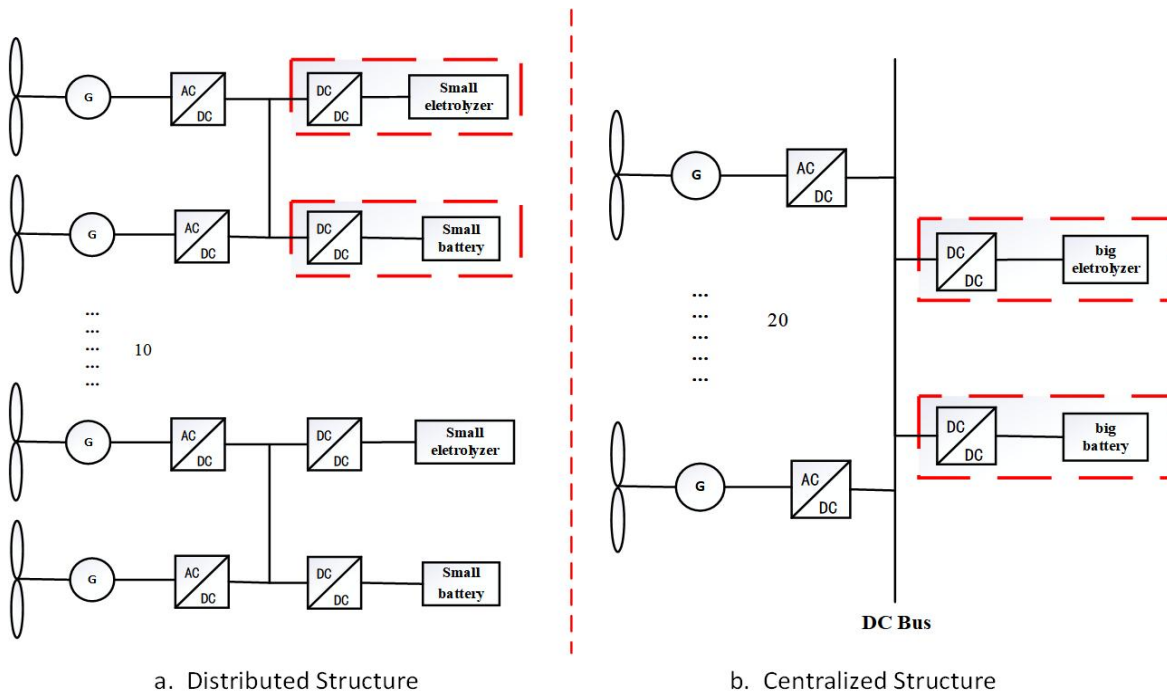 G
AC
DC
DC
DC
Small
eletrolyzer
G
AC
DC
DC
DC
Small
battery
...
...
...
...
...
10
G
AC
DC
DC
DC
Small
eletrolyzer
G
AC
DC
DC
DC
Small
battery
a. Distributed Structure
G
AC
DC
DC
DC
big
eletrolyzer
...
...
...
...
...
20
DC
DC
big
battery
G
AC
DC
DC Bus
b. Centralized Structure